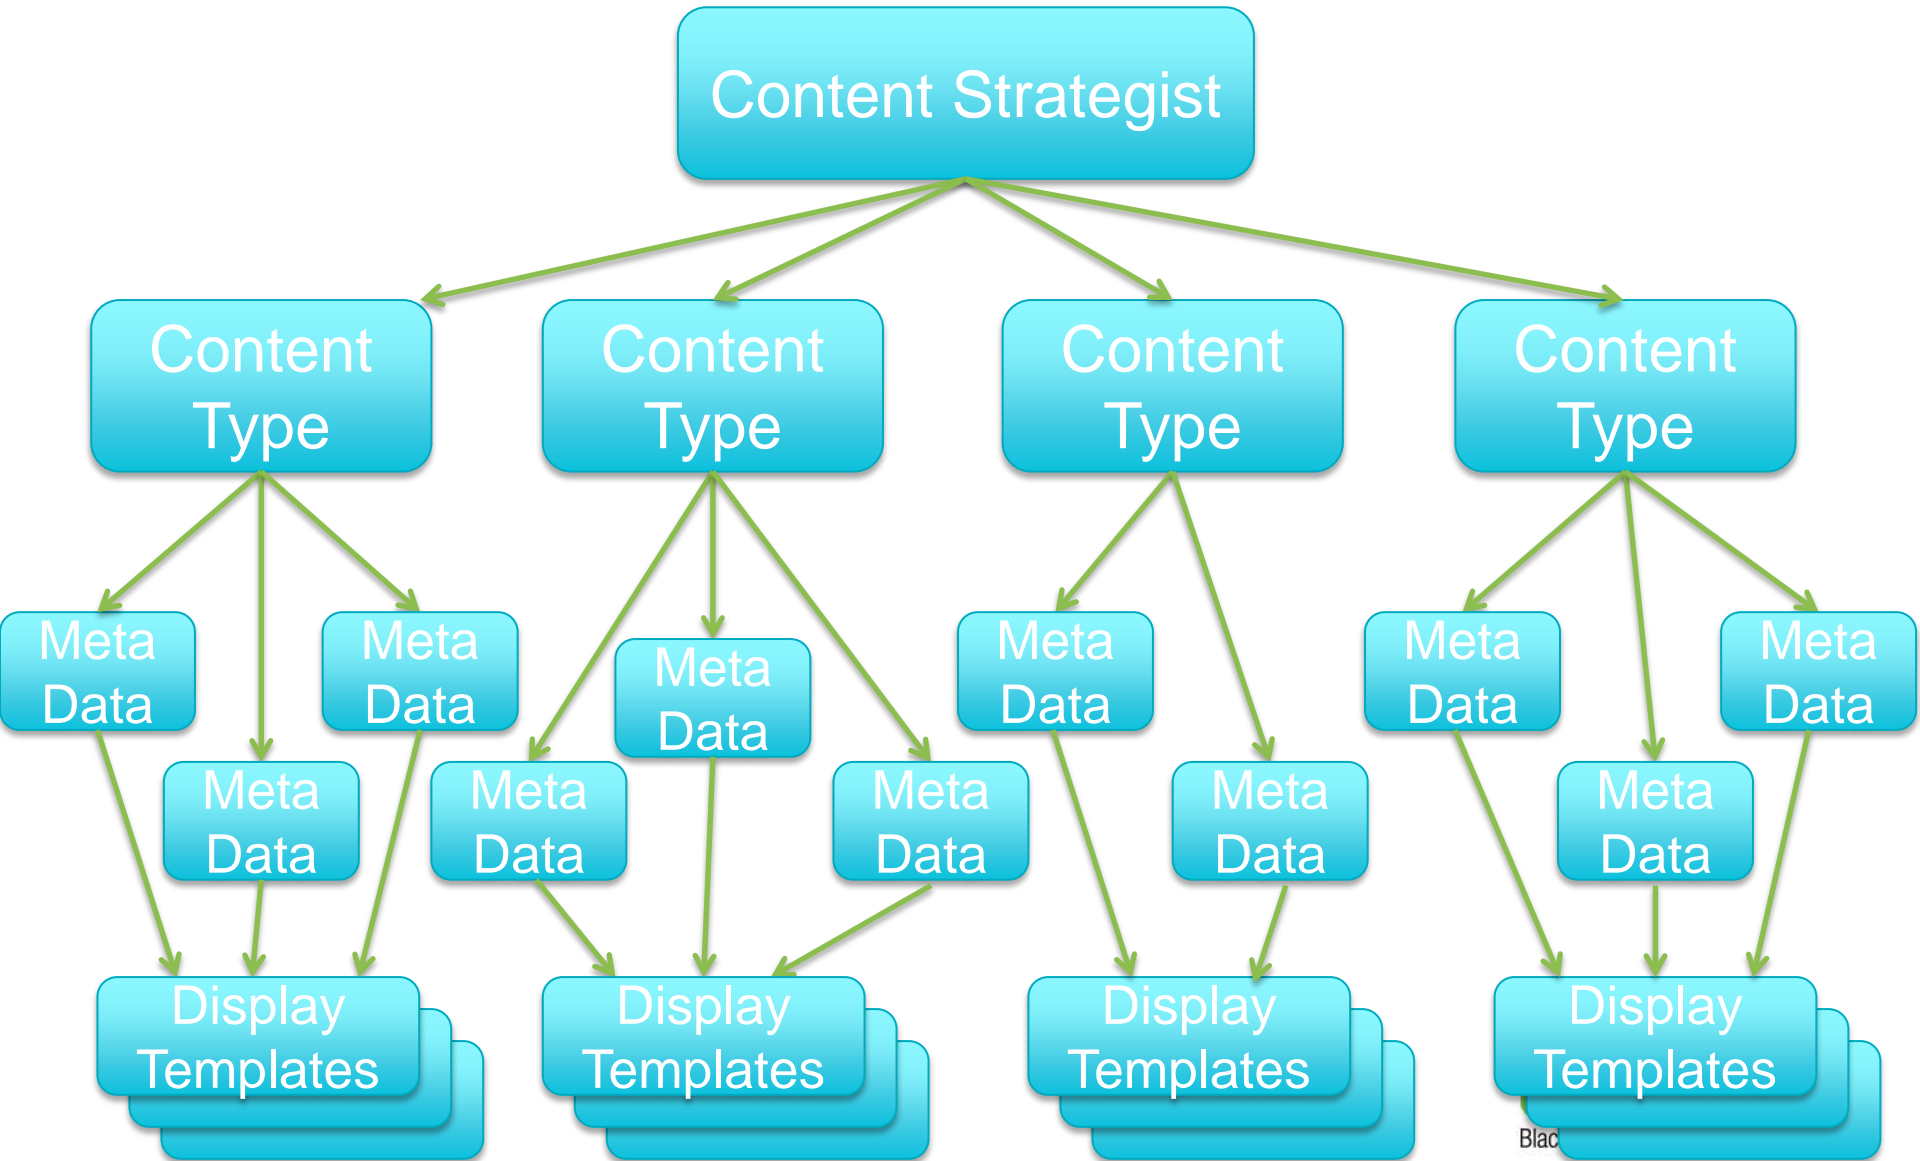 Content Strategist
Content
Type
Content
Type
Content
Type
Content
Type
Meta
Data
Meta
Data
Meta
Data
Meta
Data
Meta
Data
Meta
Data
Meta
Data
Meta
Data
Meta
Data
Meta
Data
Meta
Data
Display
Templates
Display
Templates
Display
Templates
Display
Templates
Blac